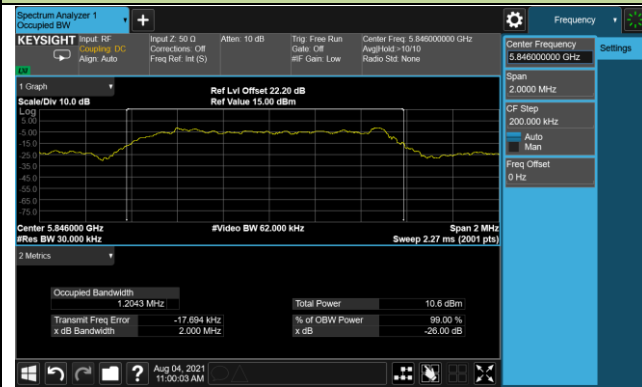 Spectrum Analyzer 1
Occupied BW
+
Frequency
KEYSIGHT
Input: RF
Coupling: DC
Align: Auto
Input Z: 50 Ω
Corrections: Off
Freq Ref: Int (S)
Atten: 10 dB
Trig: Free Run
Gate: Off
#IF Gain: Low
Center Freq: 5.846000000 GHz
Avg|Hold:>10/10
Radio Std: None
Center Frequency
5.846000000 GHz
Settings
Span
2.0000 MHz
CF Step
200.000 kHz
Auto
Man
Freq Offset
0 Hz
1 Graph
Scale/Div 10.0 dB
Ref Lvl Offset 22.20 dB
Ref Value 15.00 dBm
Log
5.00
-5.00
-15.0
-25.0
-35.0
-45.0
-55.0
-65.0
-75.0
Center 5.846000 GHz
#Video BW 62.000 kHz
Span 2 MHz
#Res BW 30.000 kHz
Sweep 2.27 ms (2001 pts)
2 Metrics
Occupied Bandwidth
1.2043 MHz
Total Power
10.6 dBm
Transmit Freq Error
-17.694 kHz
% of OBW Power
99.00 %
x dB Bandwidth
2.000 MHz
x dB
-26.00 dB
?
Aug 04, 2021
11:00:03 AM